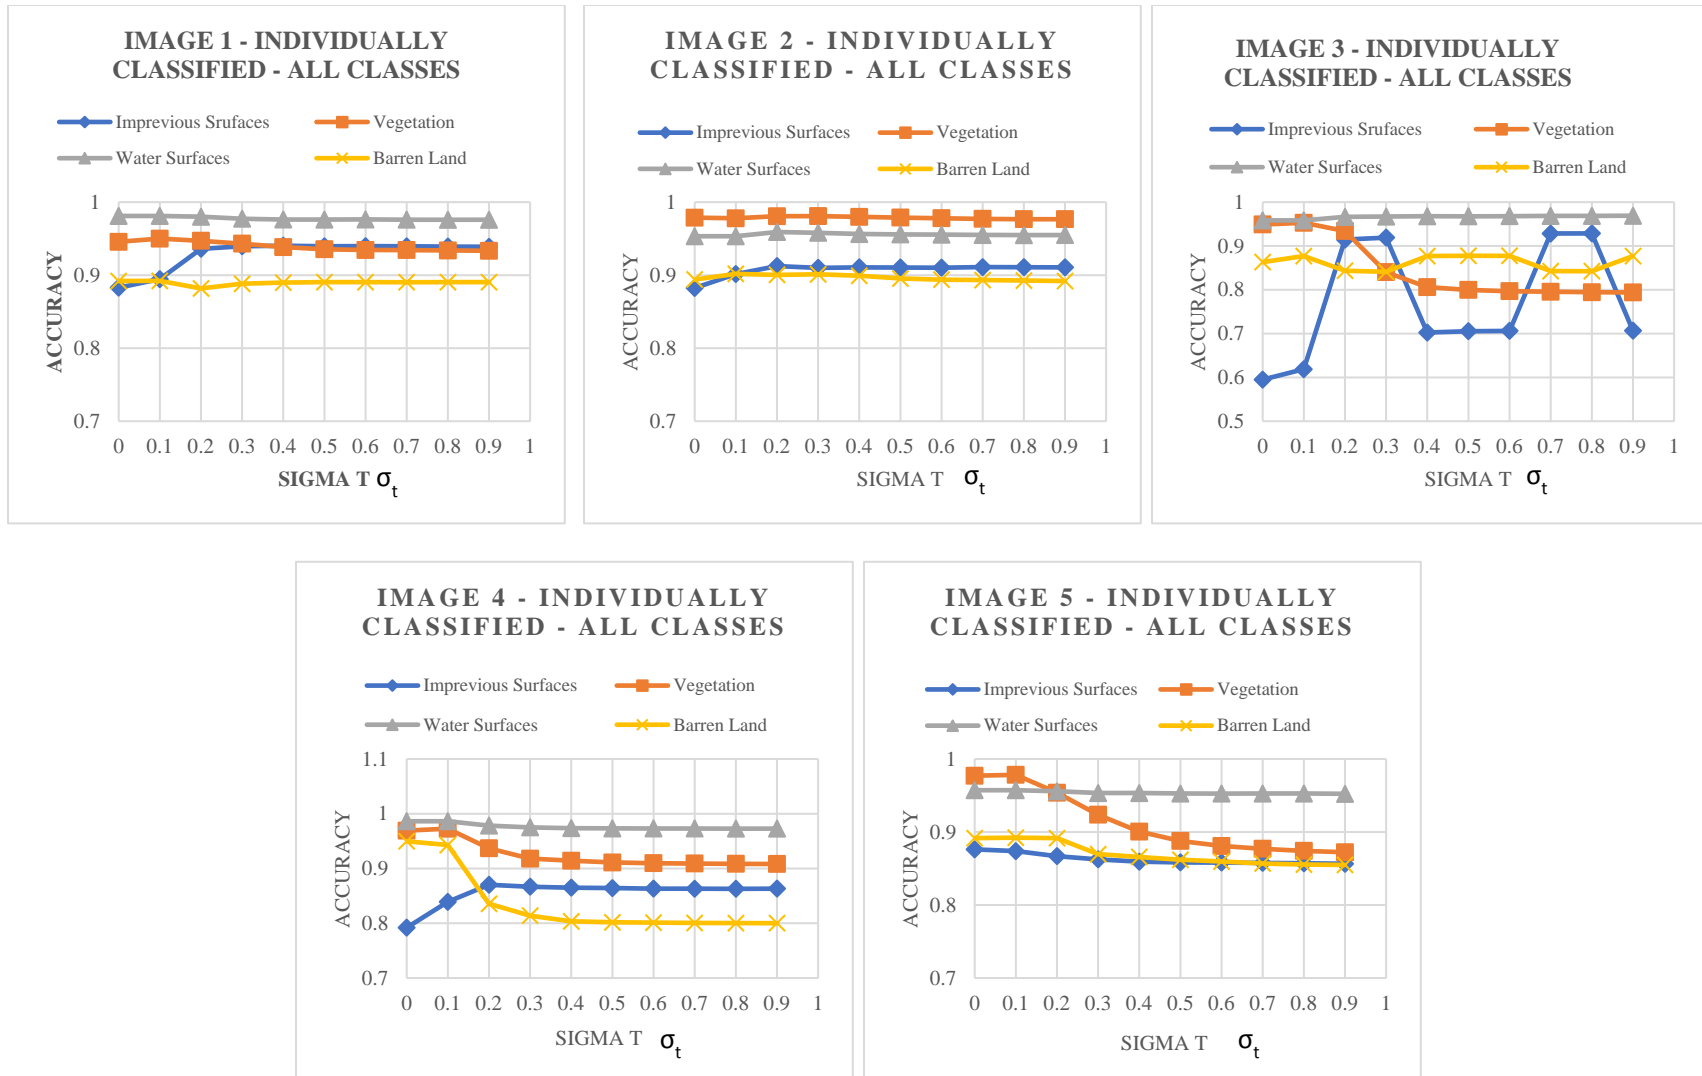 IMAGE 1 - INDIVIDUALLY
CLASSIFIED - ALL CLASSES
Imprevious Srufaces
Vegetation
Water Surfaces
Barren Land
1
0.9
0.8
0.7
ACCURACY
0 0.1 0.2 0.3 0.4 0.5 0.6 0.7 0.8 0.9 1
SIGMA T σt
IMAGE 2 - INDIVIDUALLY
CLASSIFIED - ALL CLASSES
Imprevious Surfaces
Vegetation
Water Surfaces
Barren Land
1
0.9
0.8
0.7
ACCURACY
0 0.1 0.2 0.3 0.4 0.5 0.6 0.7 0.8 0.9 1
SIGMA T σt
IMAGE 3 - INDIVIDUALLY
CLASSIFIED - ALL CLASSES
Imprevious Srufaces
Vegetation
Water Surfaces
Barren Land
1
0.9
0.8
0.7
0.6
0.5
ACCURACY
0 0.1 0.2 0.3 0.4 0.5 0.6 0.7 0.8 0.9 1
SIGMA T σt
IMAGE 4 - INDIVIDUALLY
CLASSIFIED - ALL CLASSES
Imprevious Surfaces
Vegetation
Water Surfaces
Barren Land
1.1
1
0.9
0.8
0.7
ACCURACY
0 0.1 0.2 0.3 0.4 0.5 0.6 0.7 0.8 0.9 1
SIGMA T σt
IMAGE 5 - INDIVIDUALLY
CLASSIFIED - ALL CLASSES
Imprevious Surfaces
Vegetation
Water Surfaces
Barren Land
1
0.9
0.8
0.7
ACCURACY
0 0.1 0.2 0.3 0.4 0.5 0.6 0.7 0.8 0.9 1
SIGMA T σt